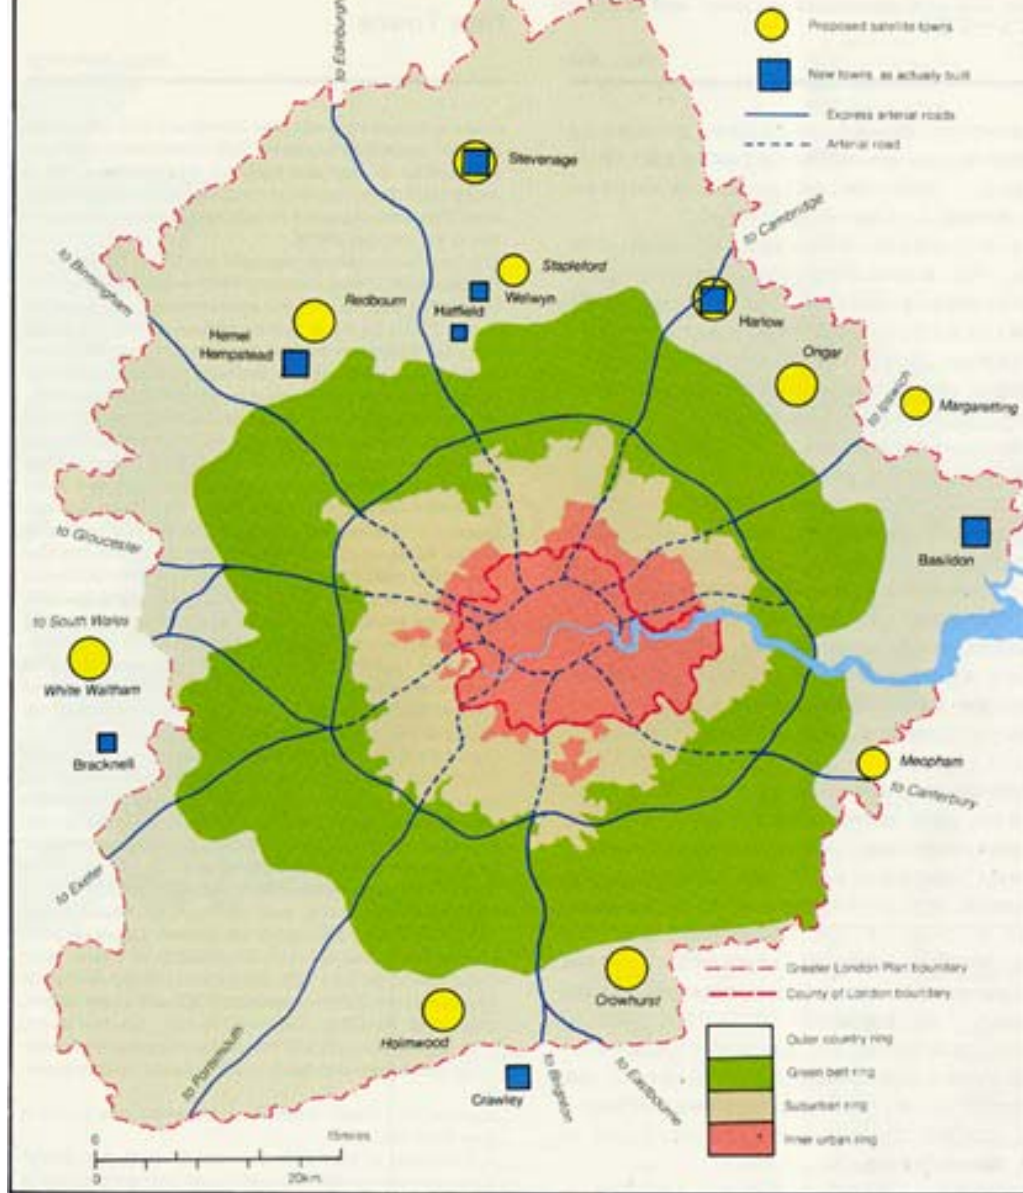 Proposed satellite towns
New towns, as actually built
Express arterial roads
Arterial road
to Edinburgh
Stevenage
to Cambridge
to Birmingham
Stapleford
Redbourn
Welwyn
Hatfield
Harlow
Hemel
Hempstead
Ongar
to Ipswich
Margaretting
to Gloucester
Basildon
to South Wales
White Waltham
Bracknell
Meopham
to Canterbury
to Exeter
Greater London Plan boundary
County of London boundary
Crowhurst
Holmwood
Outer country ring
to Portsmouth
to Brighton
to Eastbourne
Green belt ring
Crawley
Suburban ring
Inner urban ring
0
15miles
0
20km